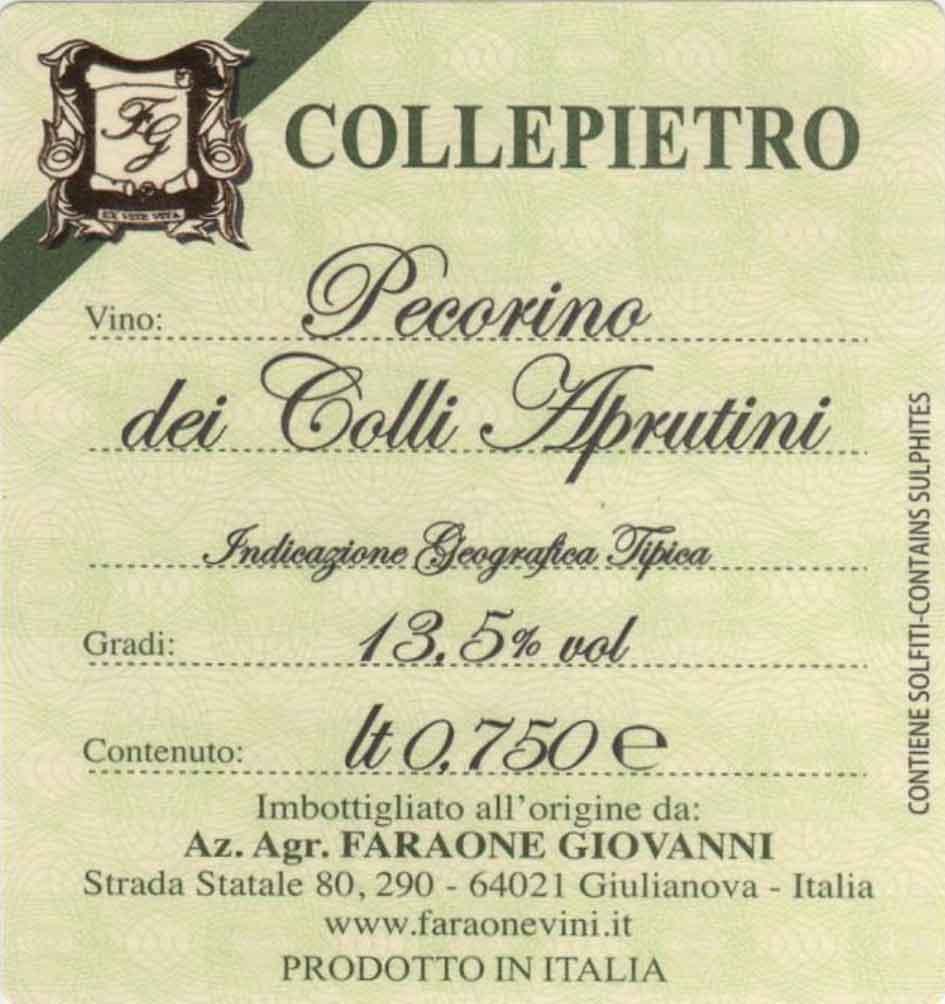 FG
EX VITE VITA
COLLEPIETRO
Vino: Pecorino
dei Colli Aprutini
Indicazione Geografica Tipica
Gradi: 13,5% vol
Contenuto: lt 0,750 e
Imbottigliato all'origine da:
Az. Agr. FARAONE GIOVANNI
Strada Statale 80, 290 - 64021 Giulianova - Italia
www.faraonevini.it
PRODOTTO IN ITALIA
CONTIENE SOLFITI-CONTAINS SULPHITES